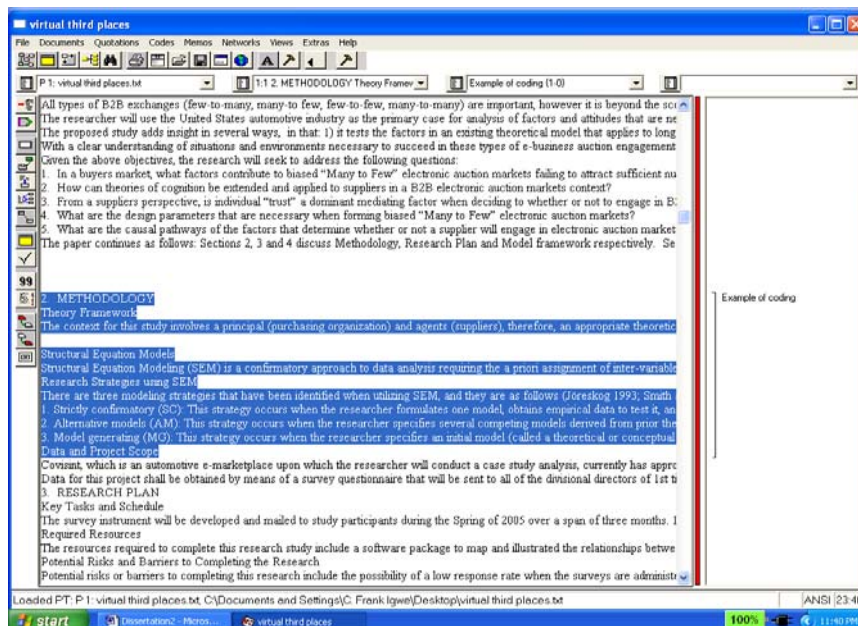 virtual third places
File Documents Quotations Codes Memos Networks Views Extras Help
A
P 1: virtual third places.txt 1:1 2. METHODOLOGY Theory Framev Example of coding (1-0)
All types of B2B exchanges (few-to-many, many-to few, few-to-few, many-to-many) are important, however it is beyond the sco
The researcher will use the United States automotive industry as the primary case for analysis of factors and attitudes that are ne
The proposed study adds insight in several ways, in that: 1) it tests the factors in an existing theoretical model that applies to long
With a clear understanding of situations and environments necessary to succeed in these types of e-business auction engagement
Given the above objectives, the research will seek to address the following questions:
1. In a buyers market, what factors contribute to biased “Many to Few” electronic auction markets failing to attract sufficient nu
2. How can theories of cognition be extended and applied to suppliers in a B2B electronic auction markets context?
3. From a suppliers perspective, is individual “trust” a dominant mediating factor when deciding to whether or not to engage in B2
4. What are the design parameters that are necessary when forming biased “Many to Few” electronic auction markets?
5. What are the causal pathways of the factors that determine whether or not a supplier will engage in electronic auction market
The paper continues as follows: Sections 2, 3 and 4 discuss Methodology, Research Plan and Model framework respectively. Se
2. METHODOLOGY
Theory Framework
The context for this study involves a principal (purchasing organization) and agents (suppliers), therefore, an appropriate theoretic
Structural Equation Models
Structural Equation Modeling (SEM) is a confirmatory approach to data analysis requiring the a priori assignment of inter-variable
Research Strategies using SEM
There are three modeling strategies that have been identified when utilizing SEM, and they are as follows (Joreskog 1993; Smith
1. Strictly confirmatory (SC): This strategy occurs when the researcher formulates one model, obtains empirical data to test it, an
2. Alternative models (AM): This strategy occurs when the researcher specifies several competing models derived from prior the
3. Model generating (MG): This strategy occurs when the researcher specifies an initial model (called a theoretical or conceptual
Data and Project Scope
Covisint, which is an automotive e-marketplace upon which the researcher will conduct a case study analysis, currently has appro
Data for this project shall be obtained by means of a survey questionnaire that will be sent to all of the divisional directors of 1st ti
3. RESEARCH PLAN
Key Tasks and Schedule
The survey instrument will be developed and mailed to study participants during the Spring of 2005 over a span of three months. 1
Required Resources
The resources required to complete this research study include a software package to map and illustrated the relationships betwe
Potential Risks and Barriers to Completing the Research
Potential risks or barriers to completing this research include the possibility of a low response rate when the surveys are administe
Example of coding
Loaded PT: P 1: virtual third places.txt, C:\Documents and Settings\C. Frank Igwe\Desktop\virtual third places.txt ANSI 23:4
start Dissertation2 - Micros... virtual third places 100% 11:40 PM